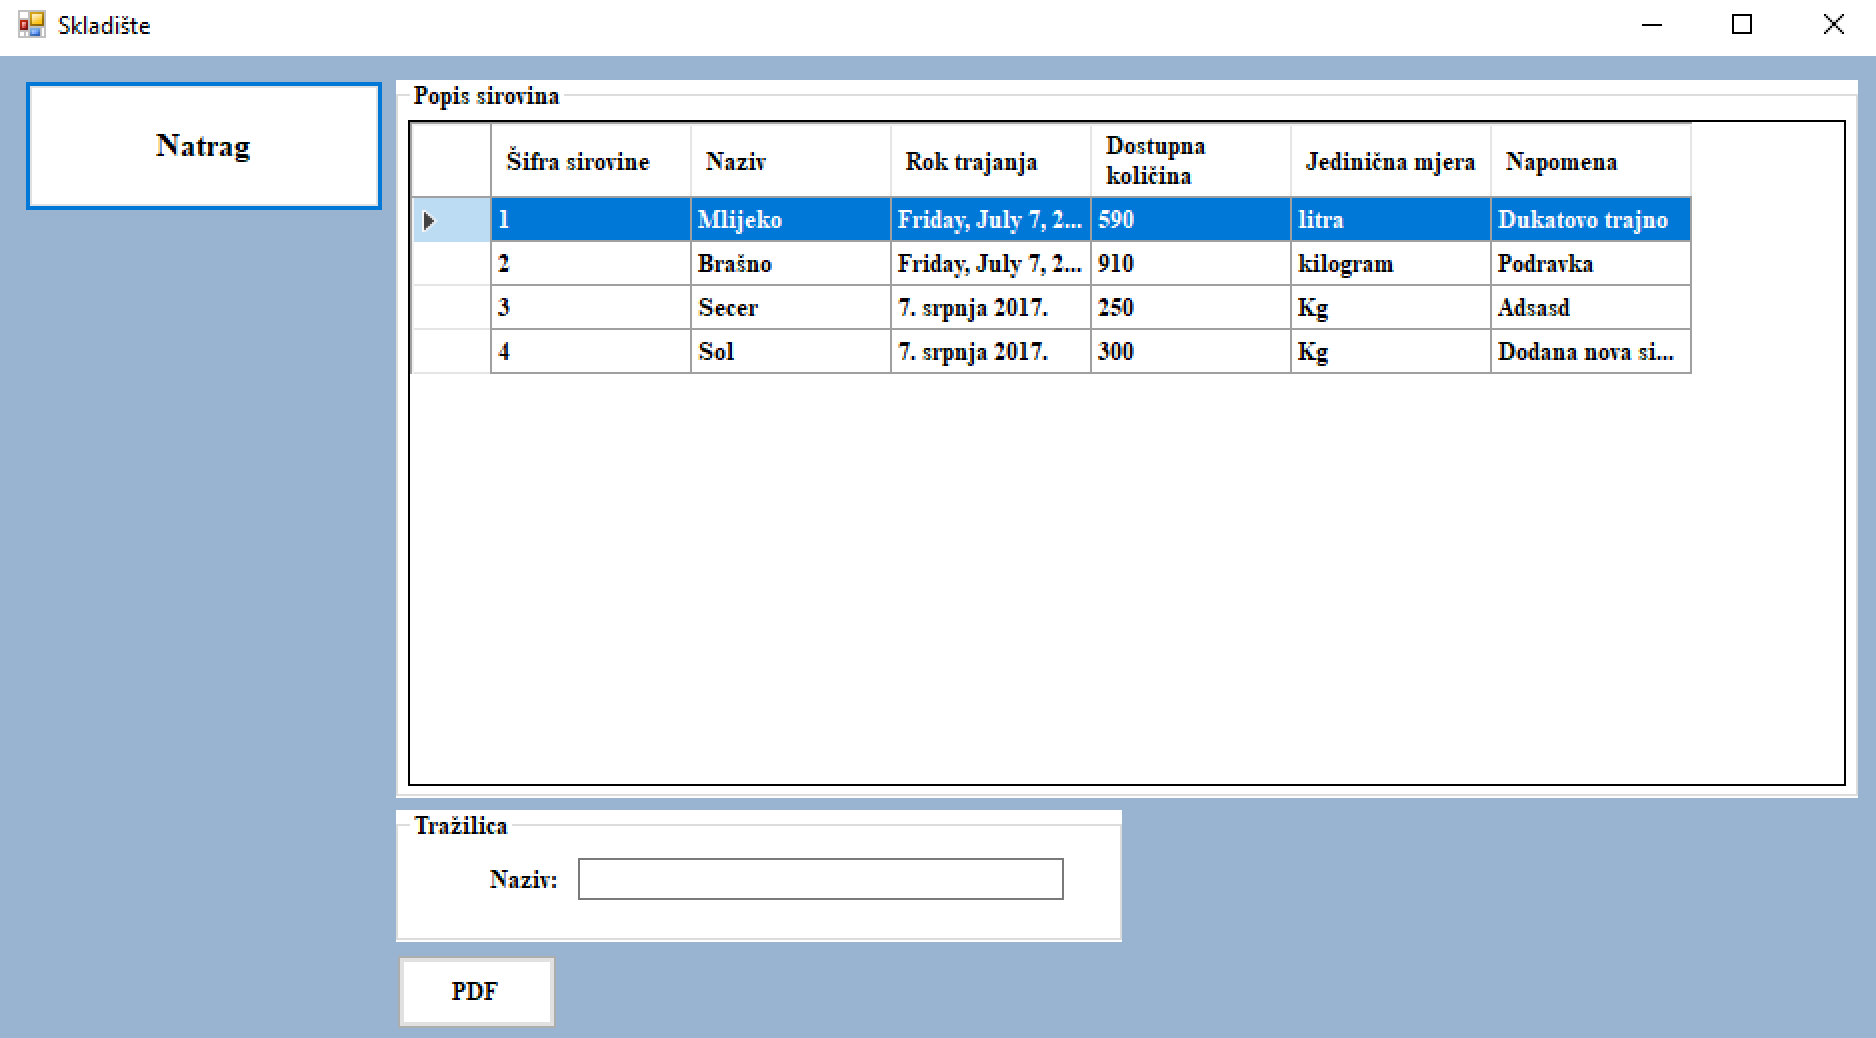 Skladište
Natrag
Popis sirovina
Šifra sirovine Naziv Rok trajanja Dostupna količina Jedinična mjera Napomena
1 Mlijeko Friday, July 7, 2... 590 litra Dukatovo trajno
2 Brašno Friday, July 7, 2... 910 kilogram Podravka
3 Secer 7. srpnja 2017. 250 Kg Adsasd
4 Sol 7. srpnja 2017. 300 Kg Dodana nova si...
Tražilica
Naziv:
PDF